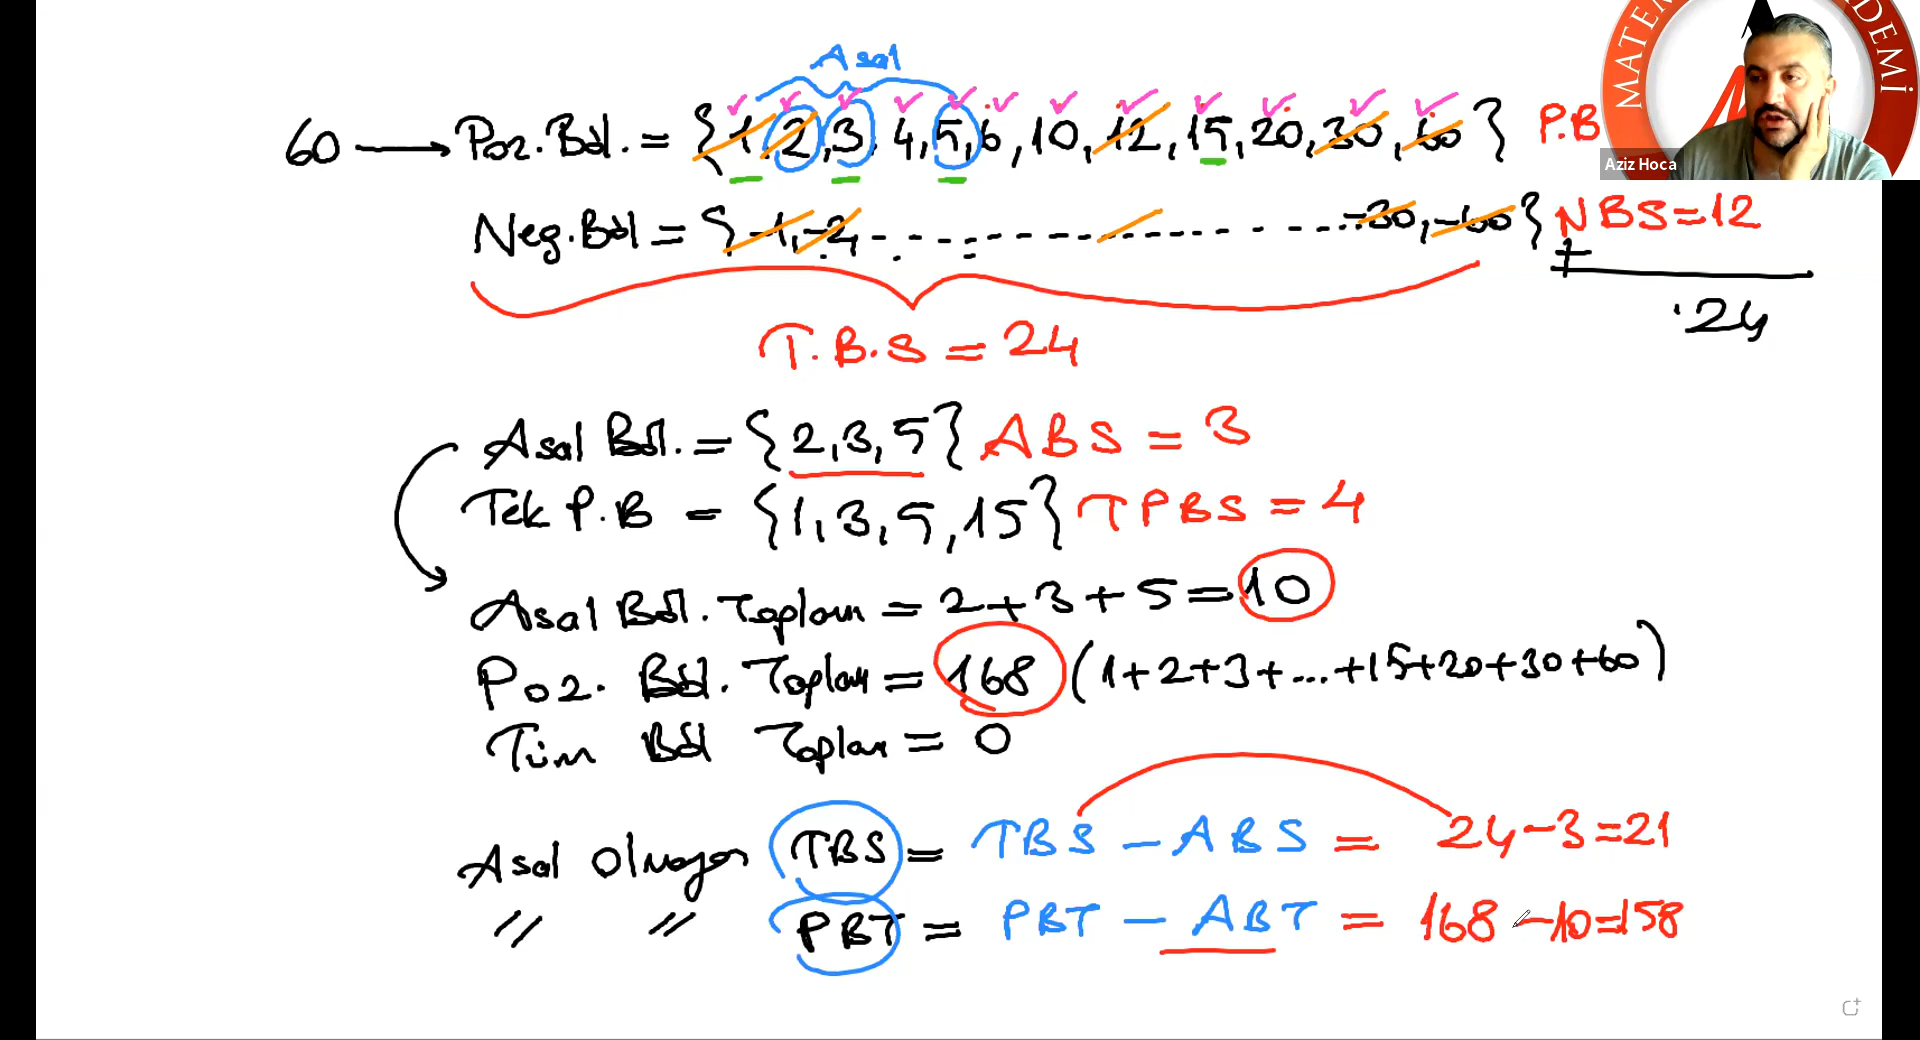 Asal
60 → Poz. Böl. = {1, 2, 3, 4, 5, 6, 10, 12, 15, 20, 30, 60} P.B
Neg. Böl = {-1, -2 - - - - - - - - - - -30, -60} NBS = 12
+
24
T.B.S = 24
Asal Böl. = {2, 3, 5} ABS = 3
Tek P.B = {1, 3, 5, 15} TPBS = 4
Asal Böl. Toplam = 2 + 3 + 5 = 10
Poz. Böl. Toplam = 168 (1+2+3+...+15+20+30+60)
Tüm Böl Toplam = 0
Asal Olmayan TBS = TBS - ABS = 24 - 3 = 21
〃 〃 PBT = PBT - ABT = 168 - 10 = 158
Aziz Hoca